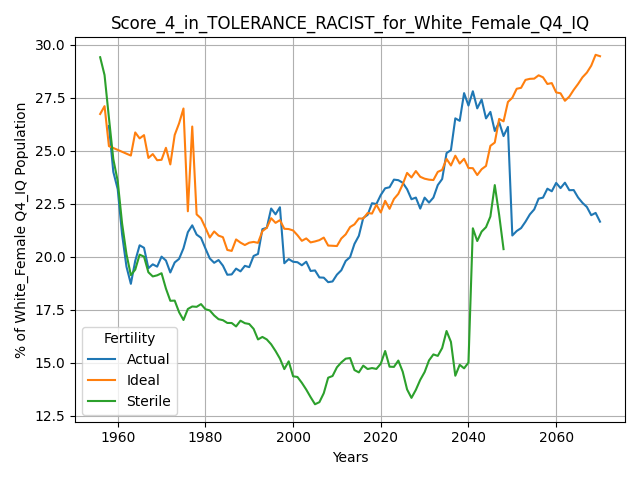 Score_4_in_TOLERANCE_RACIST_for_White_Female_Q4_IQ
% of White_Female Q4_IQ Population
30.0
27.5
25.0
22.5
20.0
17.5
15.0
12.5
Fertility
Actual
Ideal
Sterile
1960 1980 2000 2020 2040 2060
Years